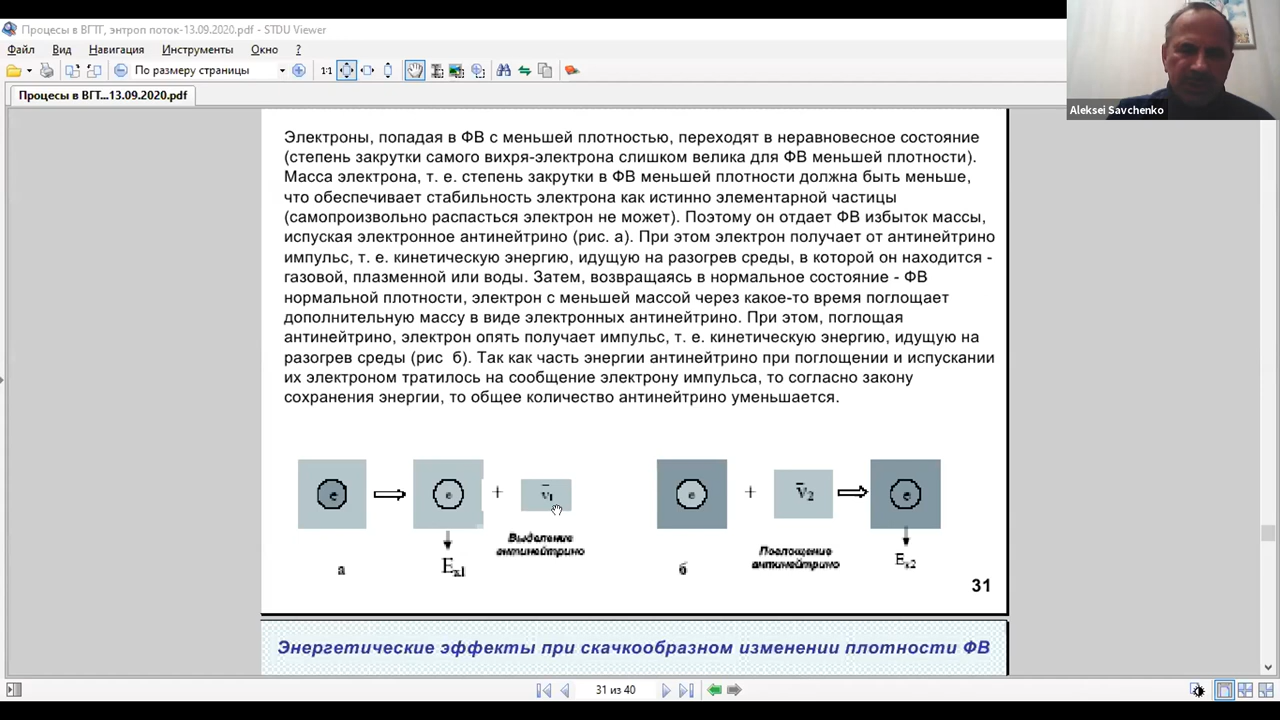 Процесы в ВГТГ, энтроп поток-13.09.2020.pdf - STDU Viewer
Файл Вид Навигация Инструменты Окно ?
По размеру страницы
1:1
Процесы в ВГТ...13.09.2020.pdf
Aleksei Savchenko
Электроны, попадая в ФВ с меньшей плотностью, переходят в неравновесное состояние
(степень закрутки самого вихря-электрона слишком велика для ФВ меньшей плотности).
Масса электрона, т. е. степень закрутки в ФВ меньшей плотности должна быть меньше,
что обеспечивает стабильность электрона как истинно элементарной частицы
(самопроизвольно распасться электрон не может). Поэтому он отдает ФВ избыток массы,
испуская электронное антинейтрино (рис. а). При этом электрон получает от антинейтрино
импульс, т. е. кинетическую энергию, идущую на разогрев среды, в которой он находится -
газовой, плазменной или воды. Затем, возвращаясь в нормальное состояние - ФВ
нормальной плотности, электрон с меньшей массой через какое-то время поглощает
дополнительную массу в виде электронных антинейтрино. При этом, поглощая
антинейтрино, электрон опять получает импульс, т. е. кинетическую энергию, идущую на
разогрев среды (рис б). Так как часть энергии антинейтрино при поглощении и испускании
их электроном тратилось на сообщение электрону импульса, то согласно закону
сохранения энергии, то общее количество антинейтрино уменьшается.
e e + ν̄1 e + ν̄2 e
Выделение
антинейтрино
Поглощение
антинейтрино
а Eк1 б Eк2
31
Энергетические эффекты при скачкообразном изменении плотности ФВ
31 из 40